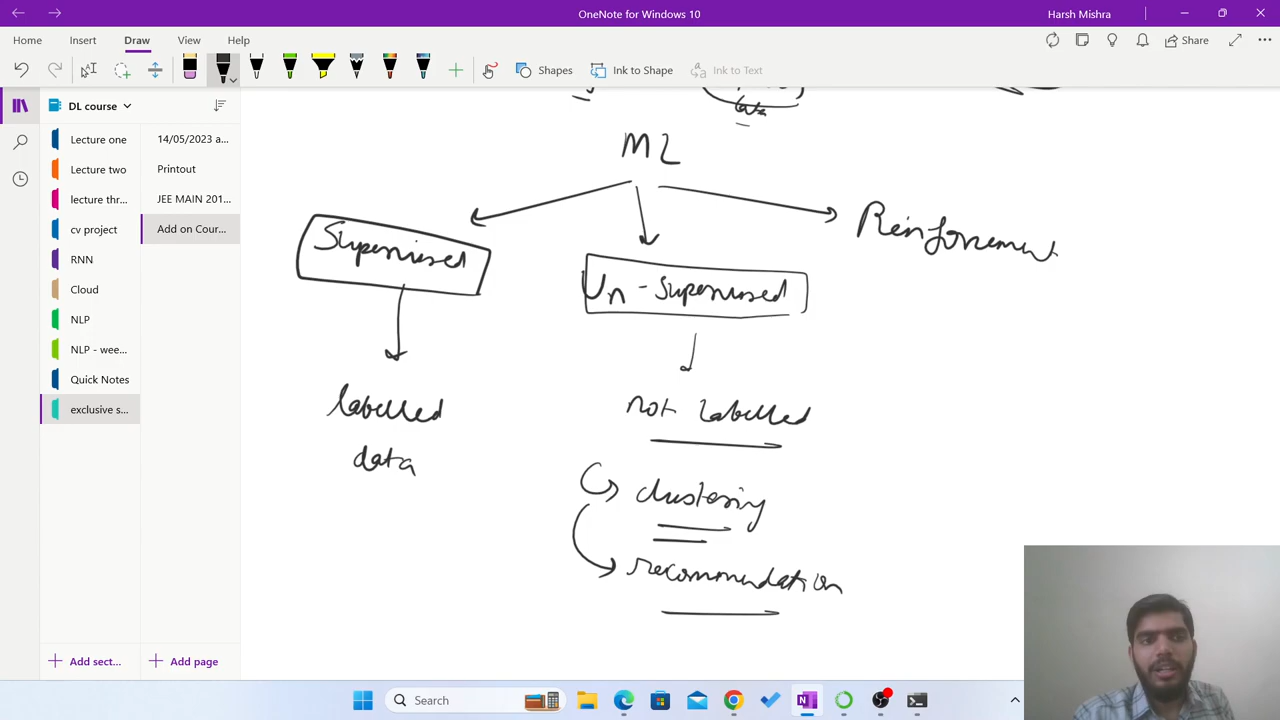 OneNote for Windows 10
Harsh Mishra
Home Insert Draw View Help
Share
Shapes Ink to Shape Ink to Text
DL course
Lecture one
Lecture two
lecture thr...
cv project
RNN
Cloud
NLP
NLP - wee...
Quick Notes
exclusive s...
14/05/2023 a...
Printout
JEE MAIN 201...
Add on Cour...
ML
Supervised
Un-Supervised
Reinforcement
labelled
data
not labelled
clustering
recommendation
Add sect...
Add page
Search